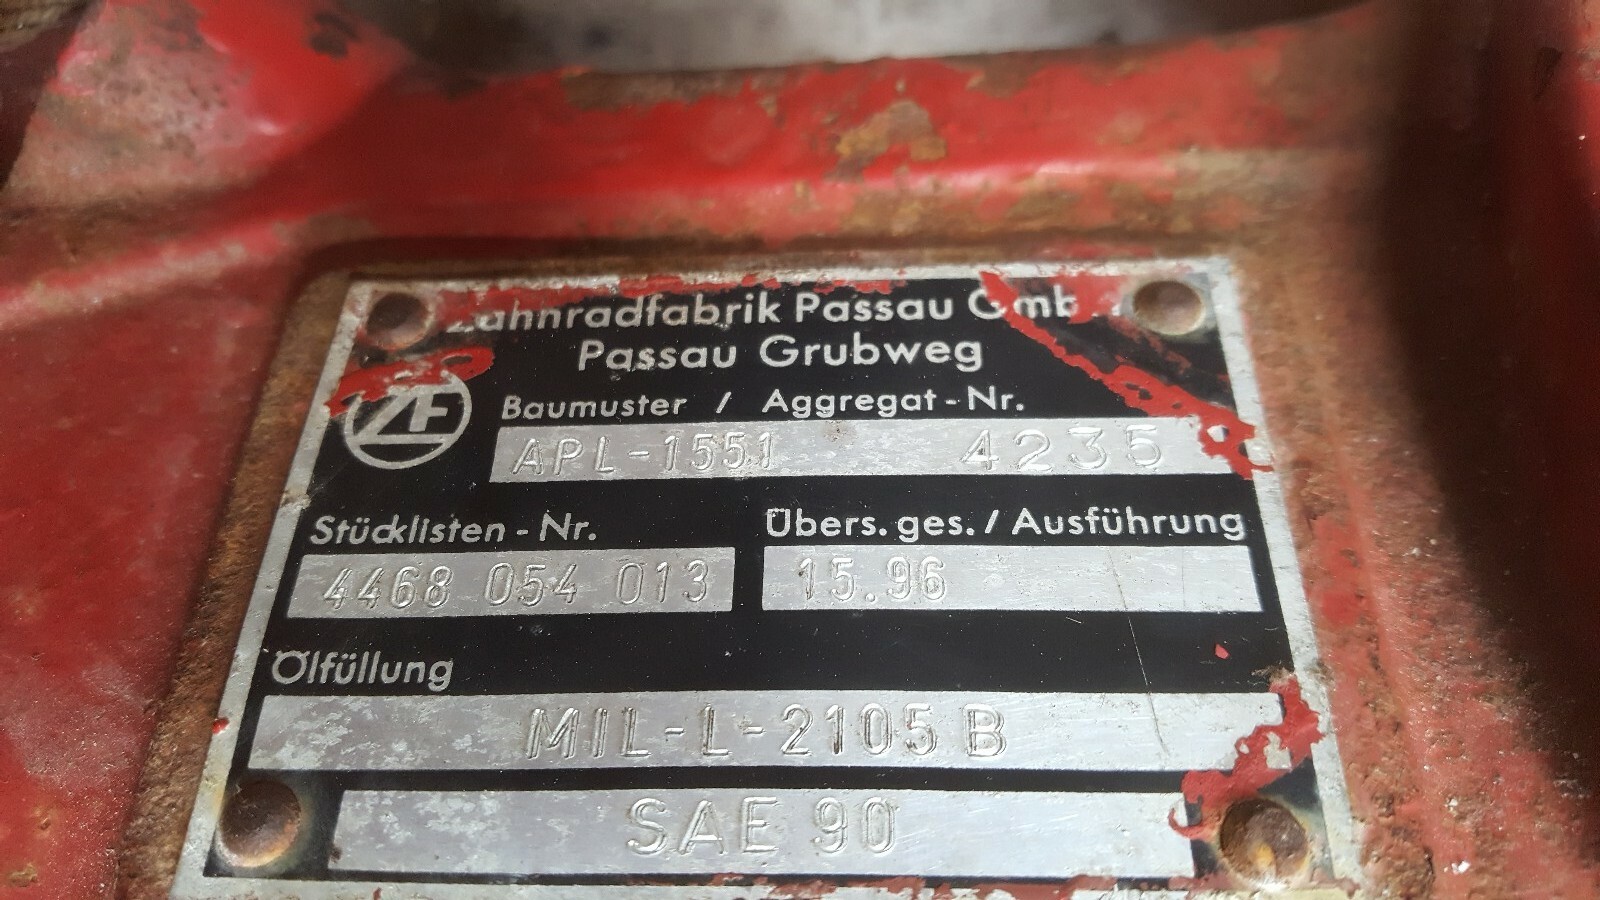 Zahnradfabrik Passau GmbH
Passau Grubweg
ZF
Baumuster / Aggregat-Nr.
APL-1551 4235
Stücklisten-Nr. Übers. ges. / Ausführung
4468 054 013 15.96
Ölfüllung
MIL-L-2105 B
SAE 90